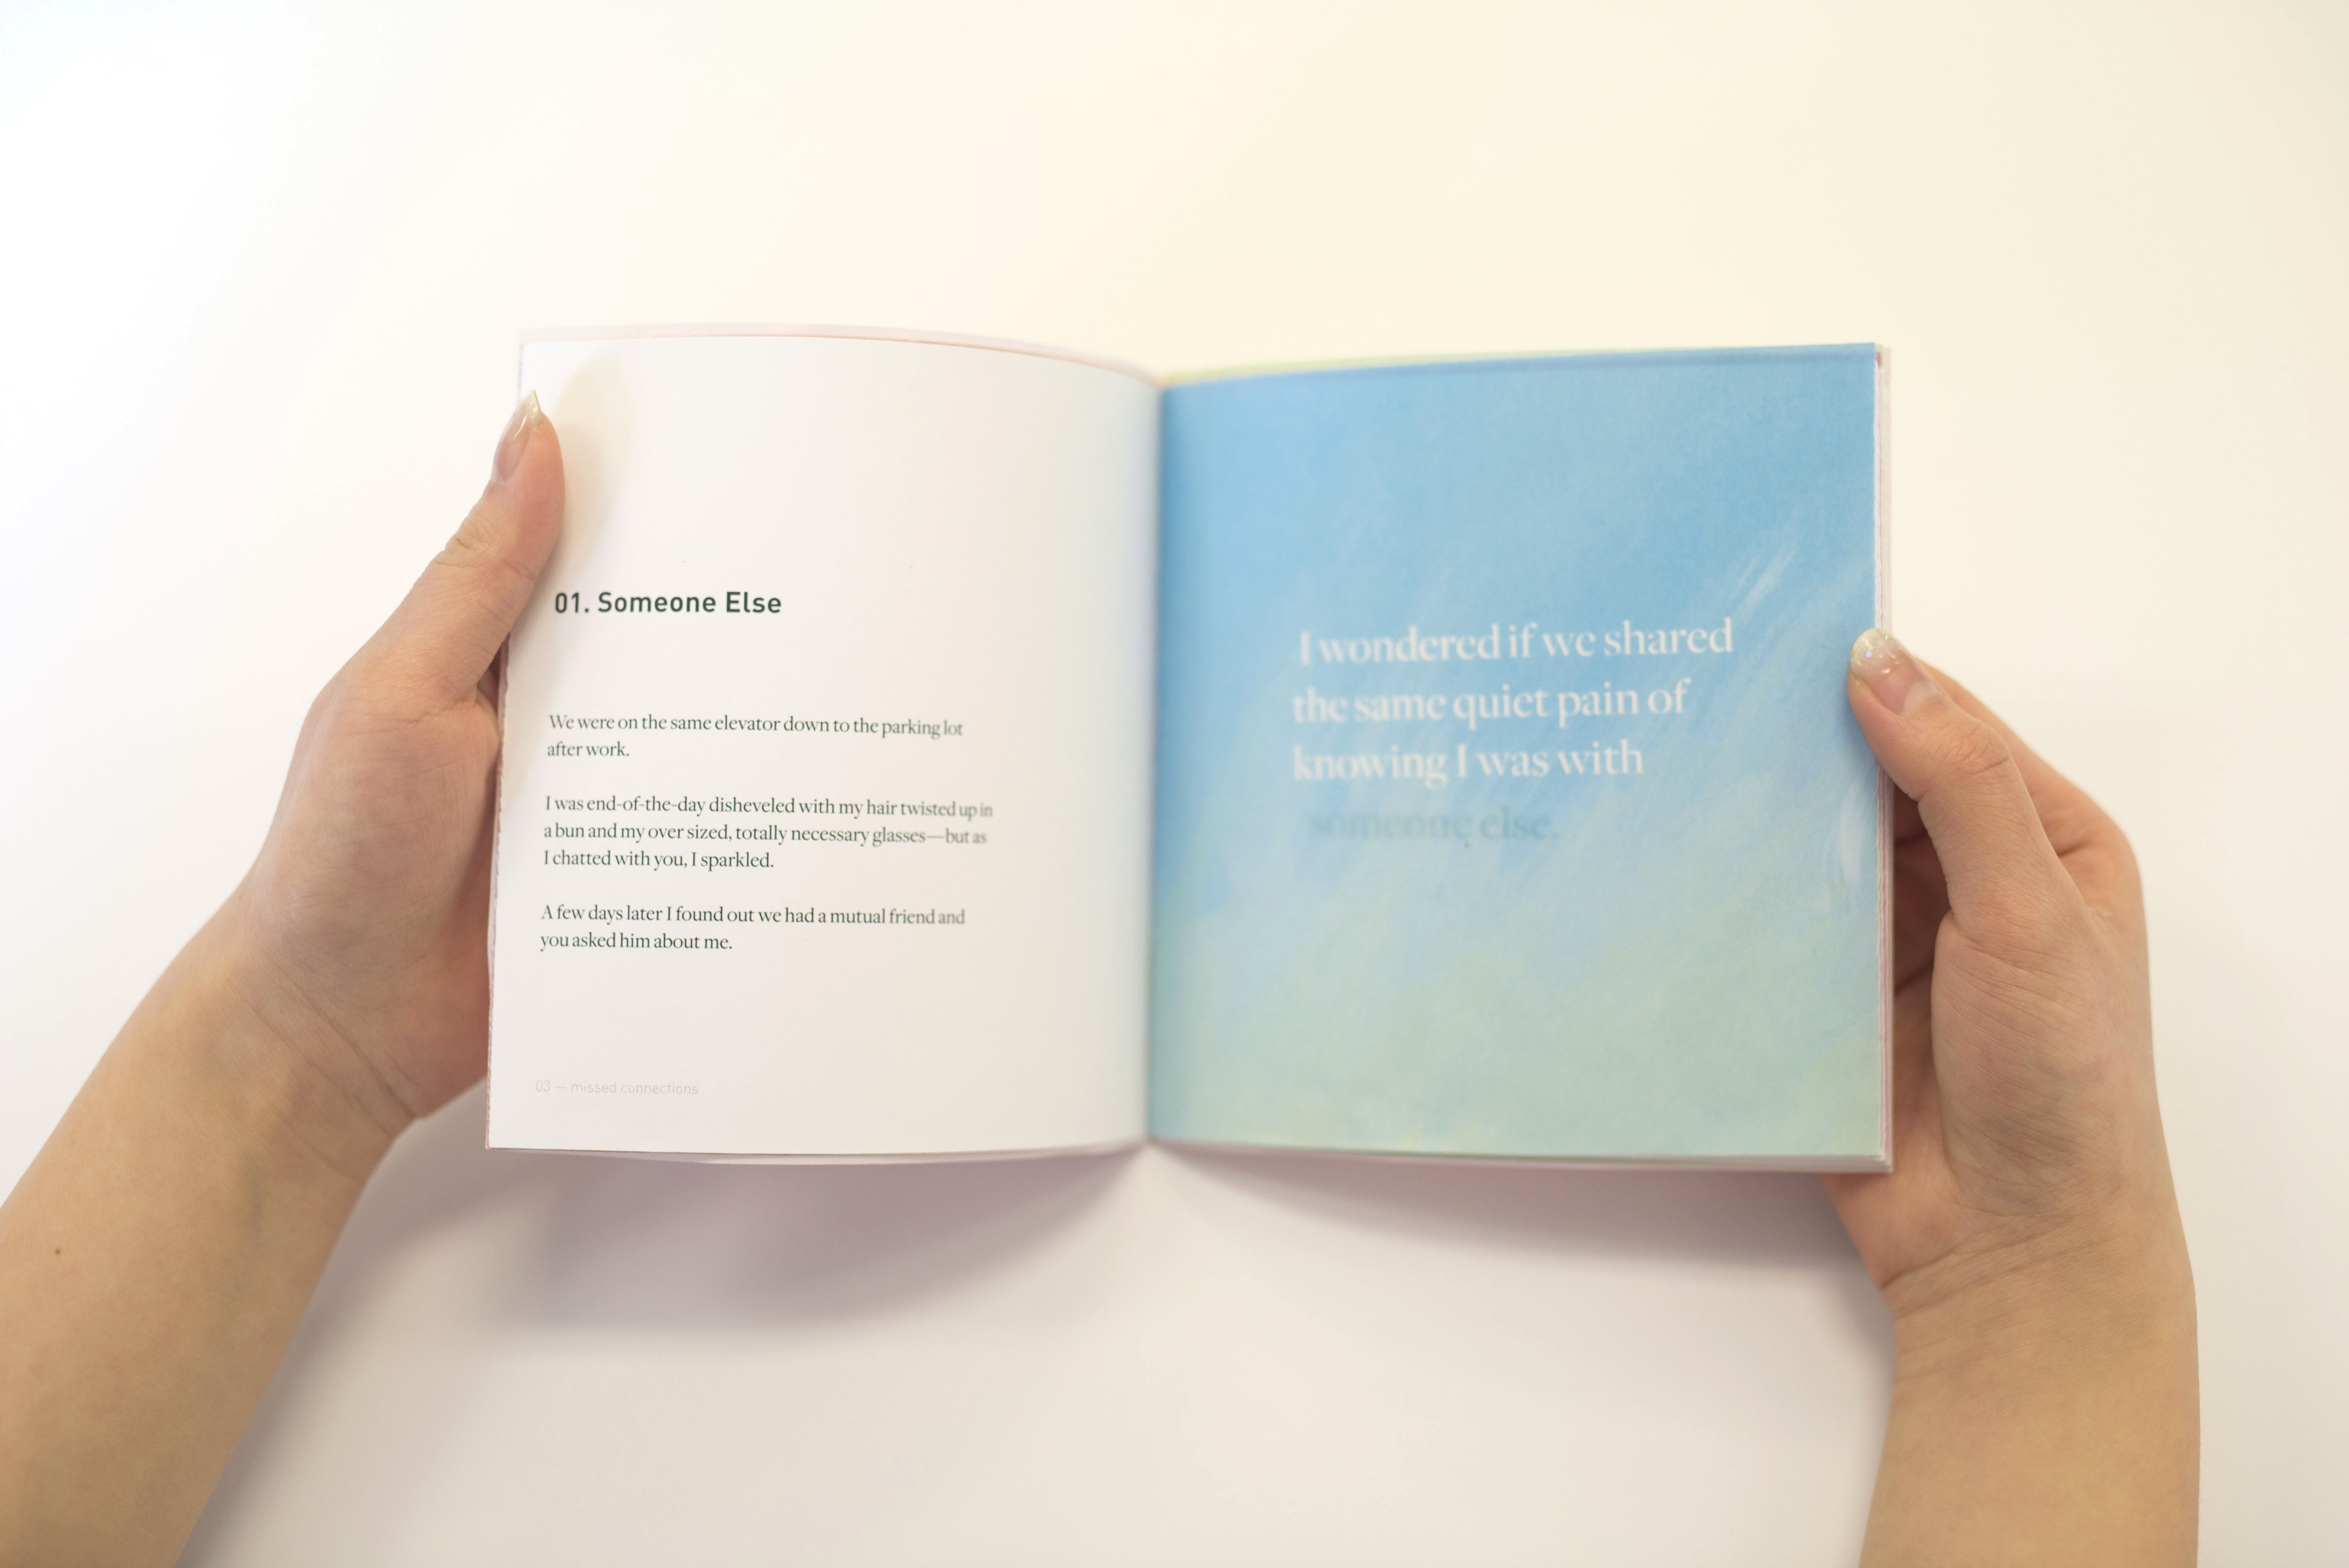 01. Someone Else
We were on the same elevator down to the parking lot
after work.
I was end-of-the-day disheveled with my hair twisted up in
a bun and my over sized, totally necessary glasses—but as
I chatted with you, I sparkled.
A few days later I found out we had a mutual friend and
you asked him about me.
03 — missed connections
I wondered if we shared
the same quiet pain of
knowing I was with
someone else.